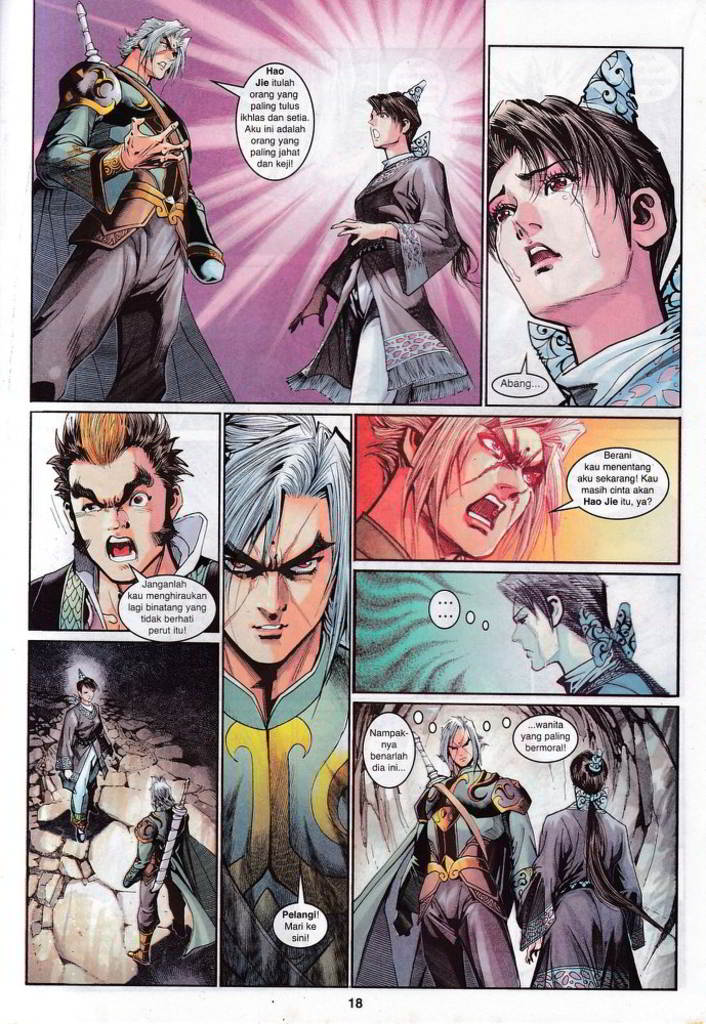 Hao
Jie itulah
orang yang
paling tulus
ikhlas dan setia.
Aku ini adalah
orang yang
paling jahat
dan keji!
Abang...
Janganlah
kau menghiraukan
lagi binatang yang
tidak berhati
perut itu!
Pelangi!
Mari ke
sini!
Berani
kau menentang
aku sekarang! Kau
masih cinta akan
Hao Jie itu, ya?
...
...
Nampak-
nya
benarlah
dia ini...
...wanita
yang paling
bermoral!
18